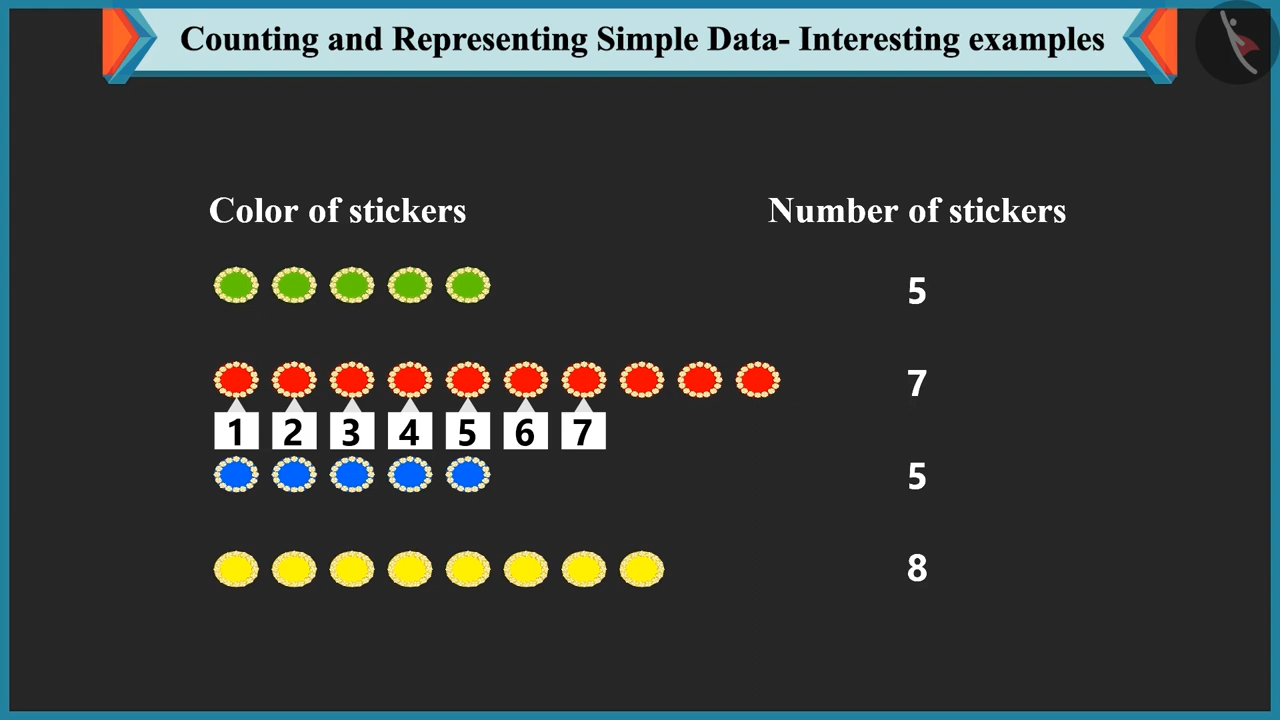 Counting and Representing Simple Data- Interesting examples
Color of stickers Number of stickers
5
7
1 2 3 4 5 6 7
5
8